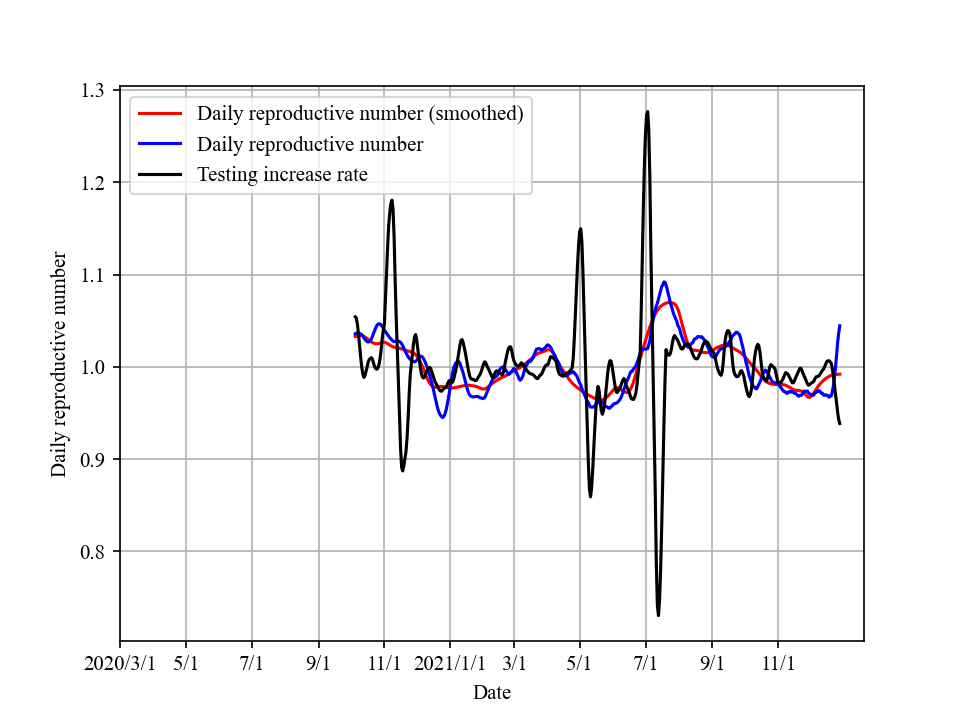 Daily reproductive number (smoothed)
Daily reproductive number
Testing increase rate
Daily reproductive number
1.3
1.2
1.1
1.0
0.9
0.8
2020/3/1 5/1 7/1 9/1 11/1 2021/1/1 3/1 5/1 7/1 9/1 11/1
Date